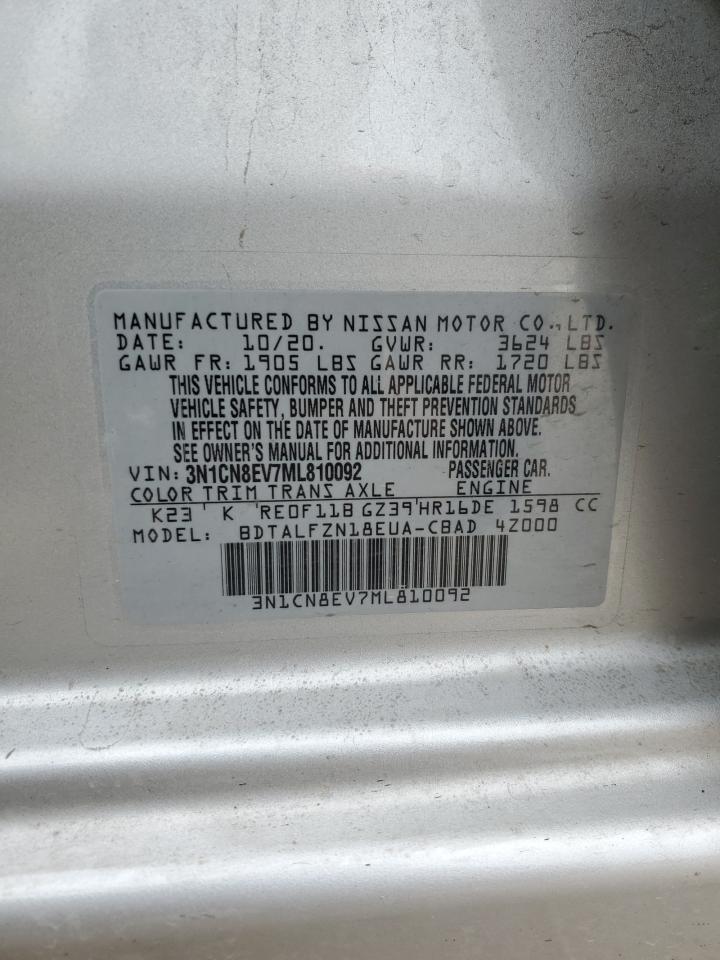 MANUFACTURED BY NISSAN MOTOR CO., LTD.
DATE: 10/20. GVWR: 3624 LBS
GAWR FR: 1905 LBS GAWR RR: 1720 LBS
THIS VEHICLE CONFORMS TO ALL APPLICABLE FEDERAL MOTOR
VEHICLE SAFETY, BUMPER AND THEFT PREVENTION STANDARDS
IN EFFECT ON THE DATE OF MANUFACTURE SHOWN ABOVE.
SEE OWNER'S MANUAL FOR ADDITIONAL INFORMATION.
VIN: 3N1CN8EV7ML810092 PASSENGER CAR.
COLOR TRIM TRANS AXLE ENGINE
K23 K RE0F11B GZ39 HR16DE 1598 CC
MODEL: BDTALFZN18EUA-CBAD 4Z000
3N1CN8EV7ML810092